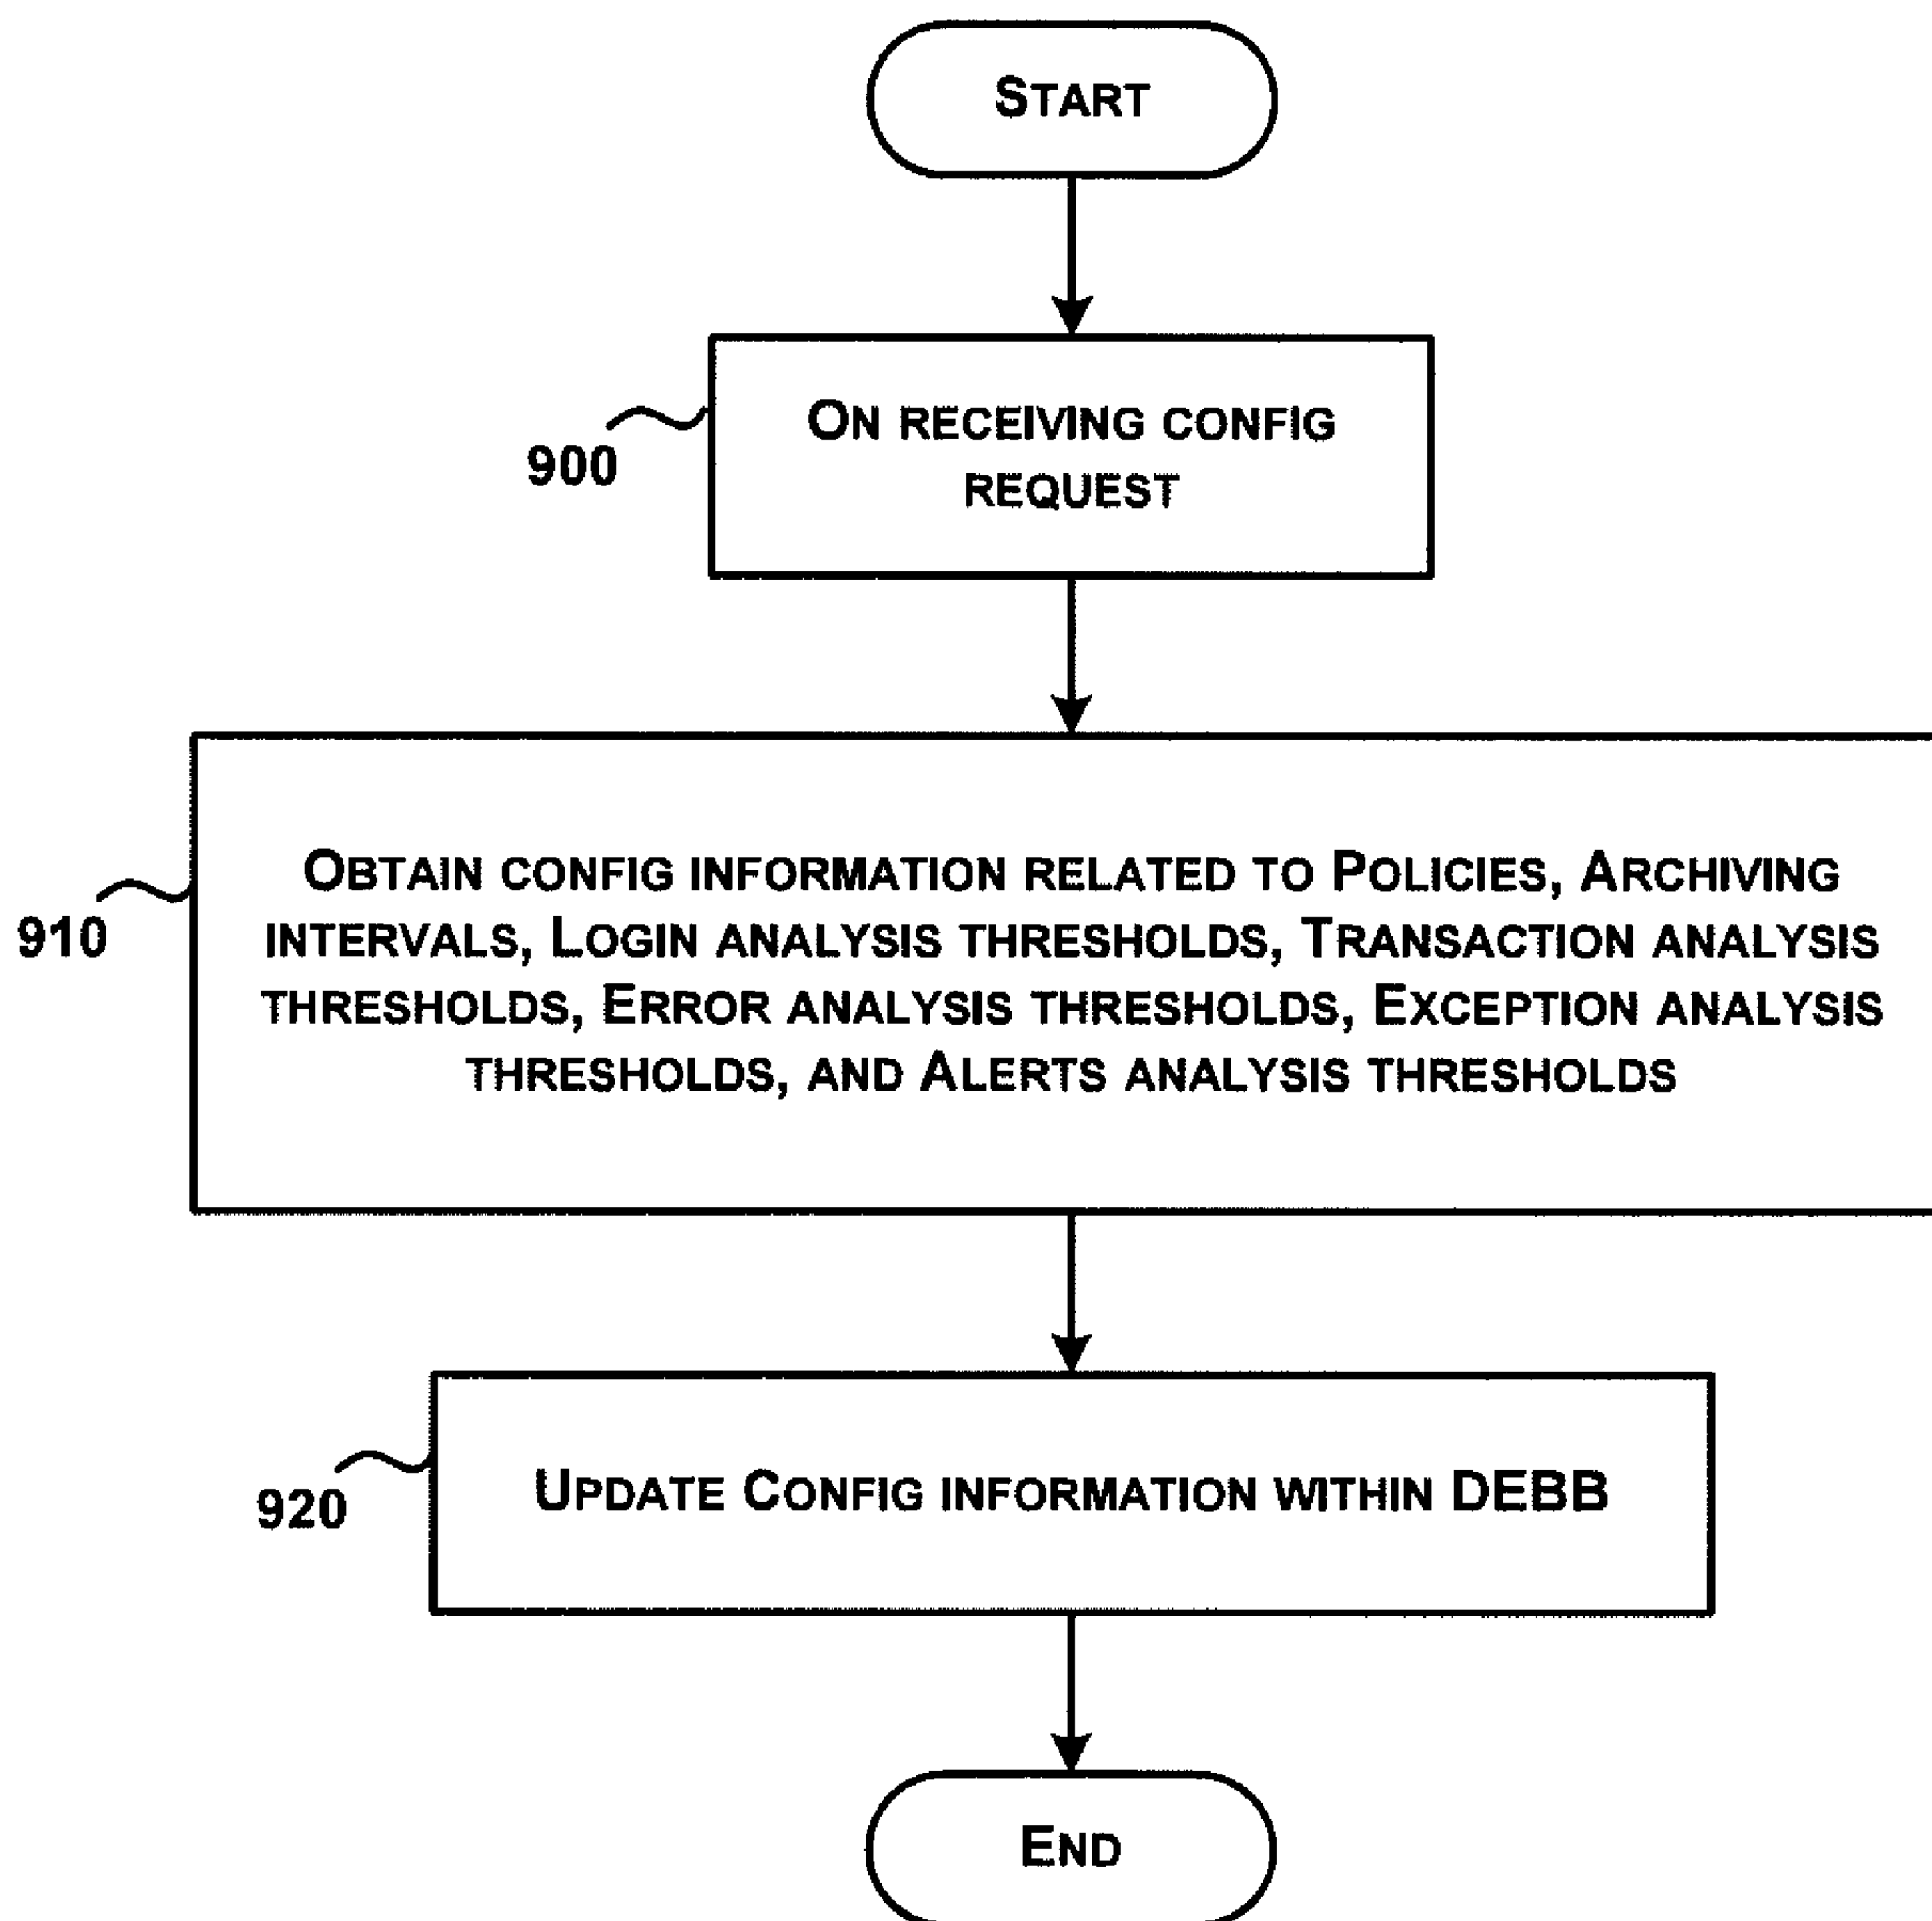 START
ON RECEIVING CONFIG
REQUEST
900
OBTAIN CONFIG INFORMATION RELATED TO POLICIES, ARCHIVING
INTERVALS, LOGIN ANALYSIS THRESHOLDS, TRANSACTION ANALYSIS
THRESHOLDS, ERROR ANALYSIS THRESHOLDS, EXCEPTION ANALYSIS
THRESHOLDS, AND ALERTS ANALYSIS THRESHOLDS
910
UPDATE CONFIG INFORMATION WITHIN DEBB
920
END